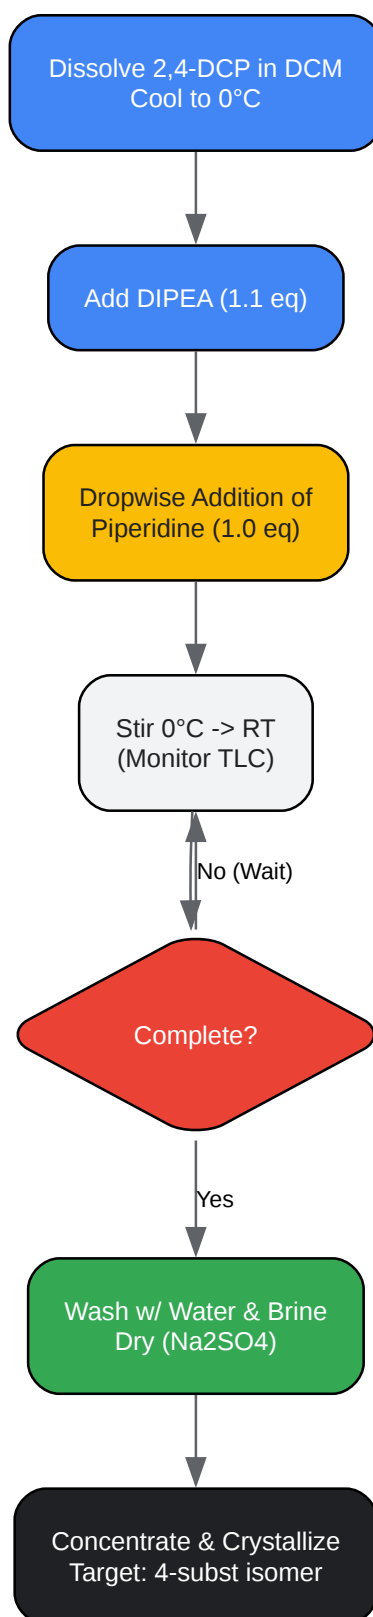 Dissolve 2,4-DCP in DCM
Cool to 0°C
Add DIPEA (1.1 eq)
Dropwise Addition of
Piperidine (1.0 eq)
Stir 0°C -> RT
(Monitor TLC)
No (Wait)
Complete?
Yes
Wash w/ Water & Brine
Dry (Na2SO4)
Concentrate & Crystallize
Target: 4-subst isomer